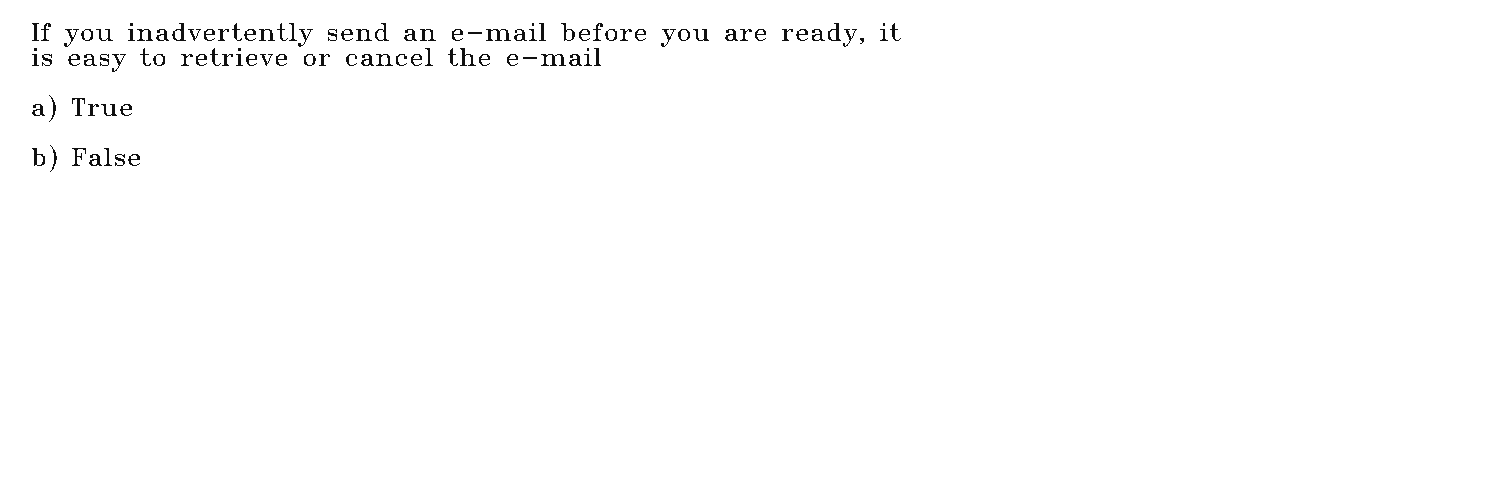 If you inadvertently send an e-mail before you are ready, it
is easy to retrieve or cancel the e-mail
a) True
b) False